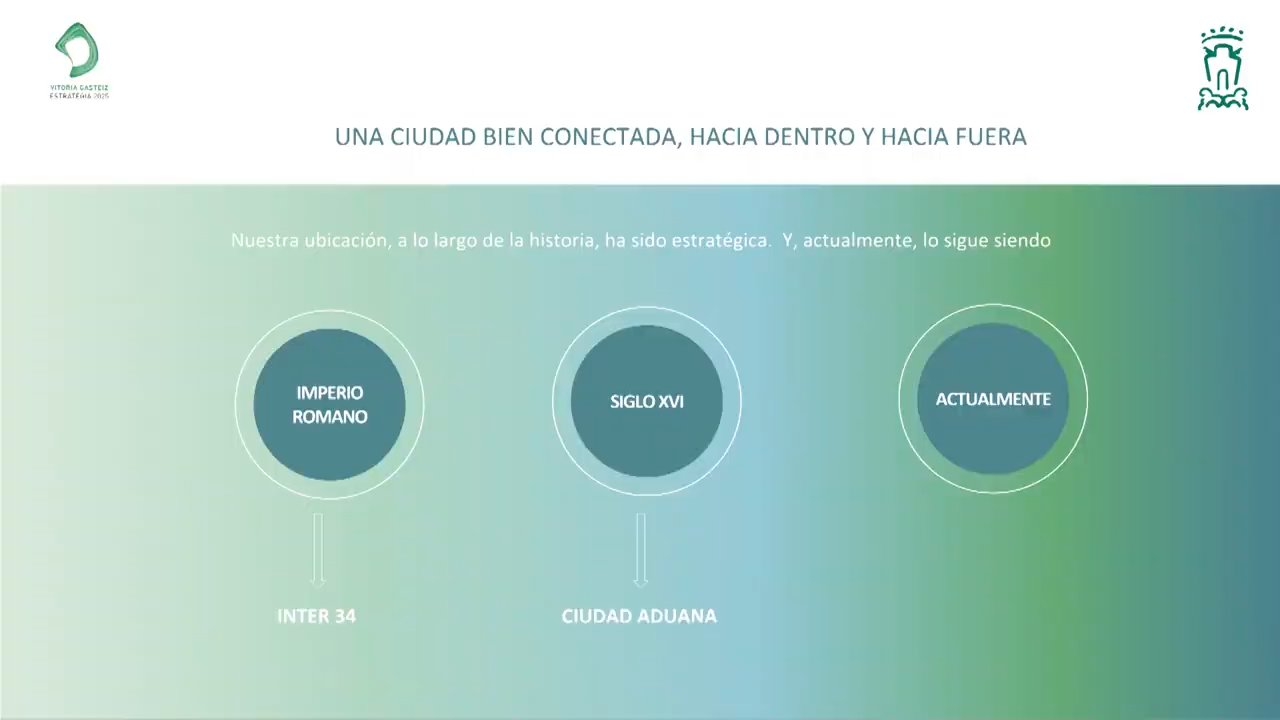 VITORIA GASTEIZ
ESTRATEGIA 2025
UNA CIUDAD BIEN CONECTADA, HACIA DENTRO Y HACIA FUERA
Nuestra ubicación, a lo largo de la historia, ha sido estratégica. Y, actualmente, lo sigue siendo
IMPERIO
ROMANO
SIGLO XVI
ACTUALMENTE
INTER 34
CIUDAD ADUANA